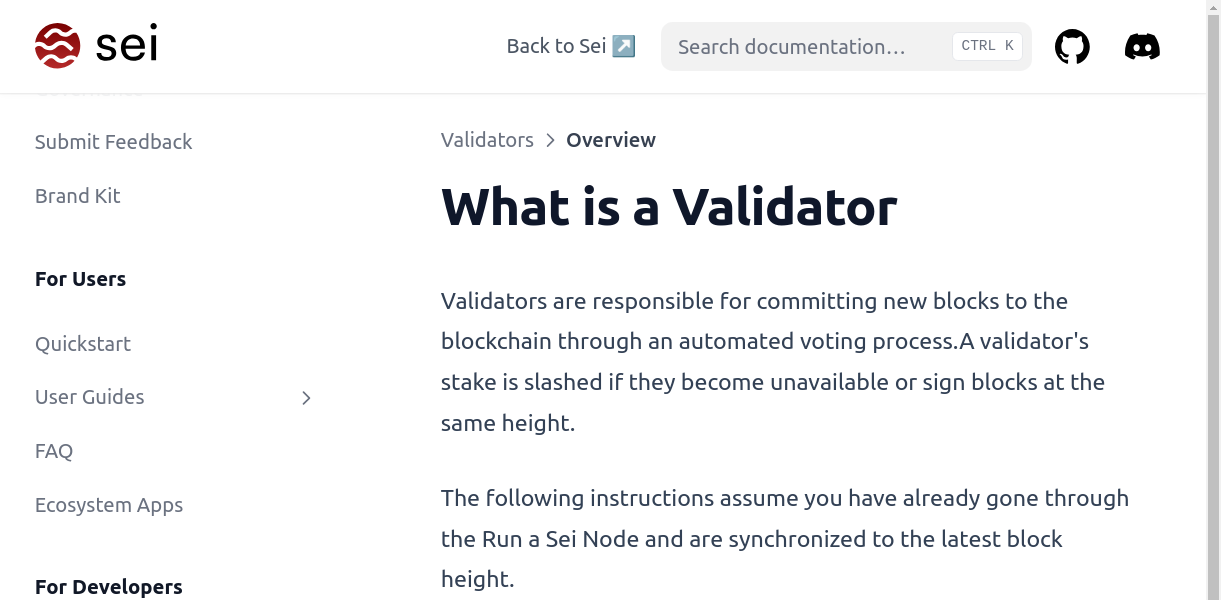 sei
Back to Sei ↗
Search documentation…
CTRL K
Submit Feedback
Brand Kit
For Users
Quickstart
User Guides
FAQ
Ecosystem Apps
For Developers
Validators > Overview
What is a Validator
Validators are responsible for committing new blocks to the
blockchain through an automated voting process.A validator's
stake is slashed if they become unavailable or sign blocks at the
same height.
The following instructions assume you have already gone through
the Run a Sei Node and are synchronized to the latest block
height.